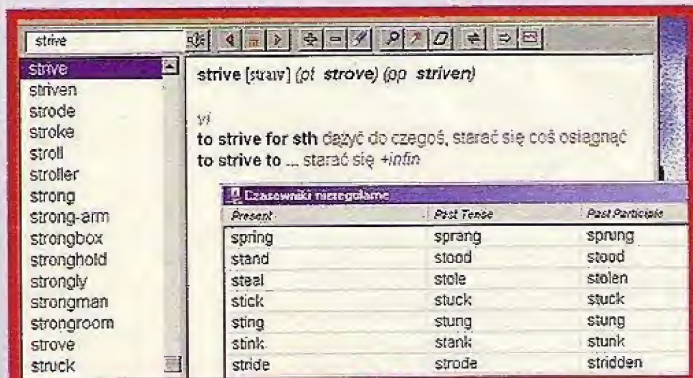 strive
strive
striven
strode
stroke
stroll
stroller
strong
strong-arm
strongbox
stronghold
strongly
strongman
strongroom
strove
struck
strive [straɪv] (pt strove) (pp striven)
vi
to strive for sth dążyć do czegoś, starać się coś osiągnąć
to strive to ... starać się +infin
Czasowniki nieregularne
Present Past Tense Past Participle
spring sprang sprung
stand stood stood
steal stole stolen
stick stuck stuck
sting stung stung
stink stank stunk
stride strode stridden